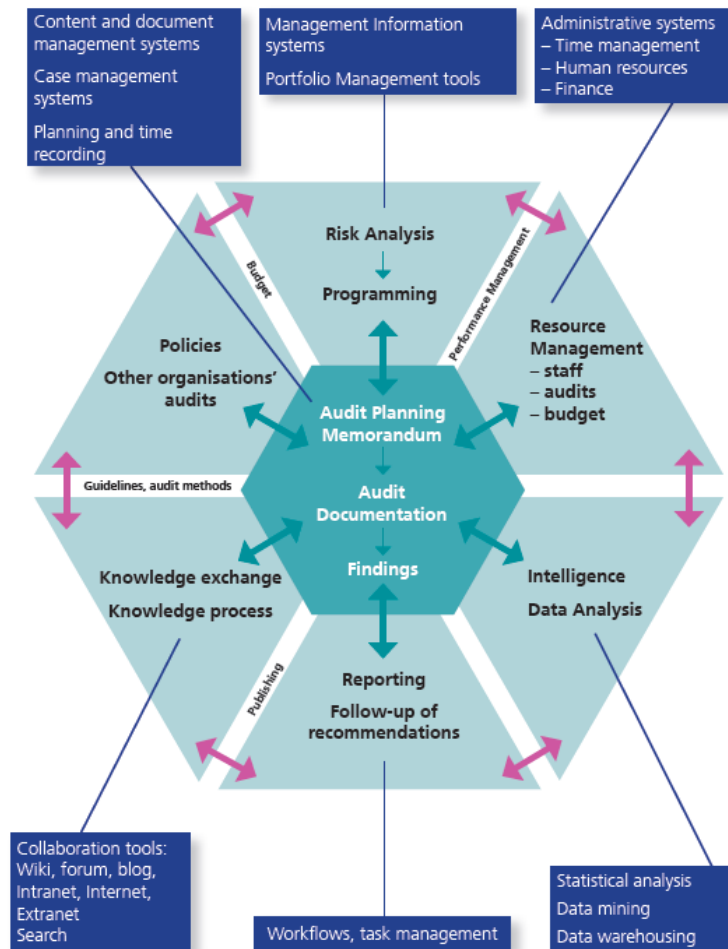 Content and document
management systems
Case management
systems
Planning and time
recording
Management Information
systems
Portfolio Management tools
Administrative systems
– Time management
– Human resources
– Finance
Risk Analysis
Programming
Budget
Performance Management
Policies
Other organisations'
audits
Resource
Management
– staff
– audits
– budget
Audit Planning
Memorandum
Audit
Documentation
Findings
Guidelines, audit methods
Knowledge exchange
Knowledge process
Intelligence
Data Analysis
Publishing
Reporting
Follow-up of
recommendations
Collaboration tools:
Wiki, forum, blog,
Intranet, Internet,
Extranet
Search
Workflows, task management
Statistical analysis
Data mining
Data warehousing